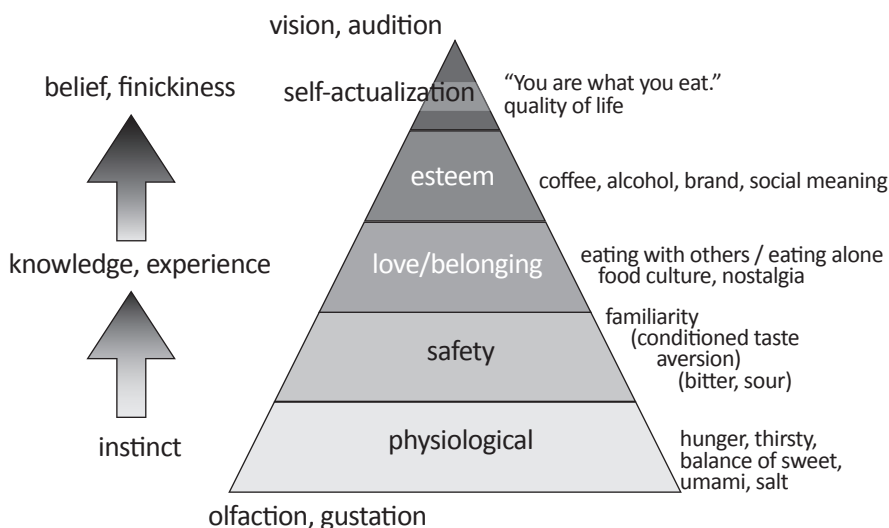 vision, audition
belief, finickiness
self-actualization
“You are what you eat.”
quality of life
esteem
coffee, alcohol, brand, social meaning
knowledge, experience
love/belonging
eating with others / eating alone
food culture, nostalgia
safety
familiarity
(conditioned taste
aversion)
(bitter, sour)
instinct
physiological
hunger, thirsty,
balance of sweet,
umami, salt
olfaction, gustation